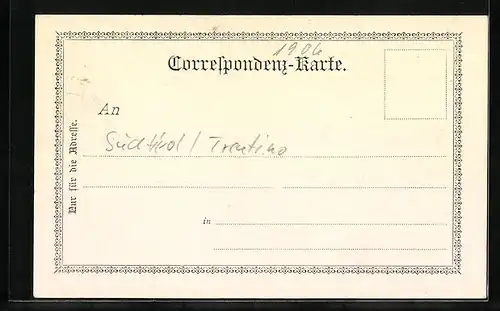 1906
Correſpondenz-Karte.
An
Südtirol / Trentino
in
Nur für die Adreſſe.